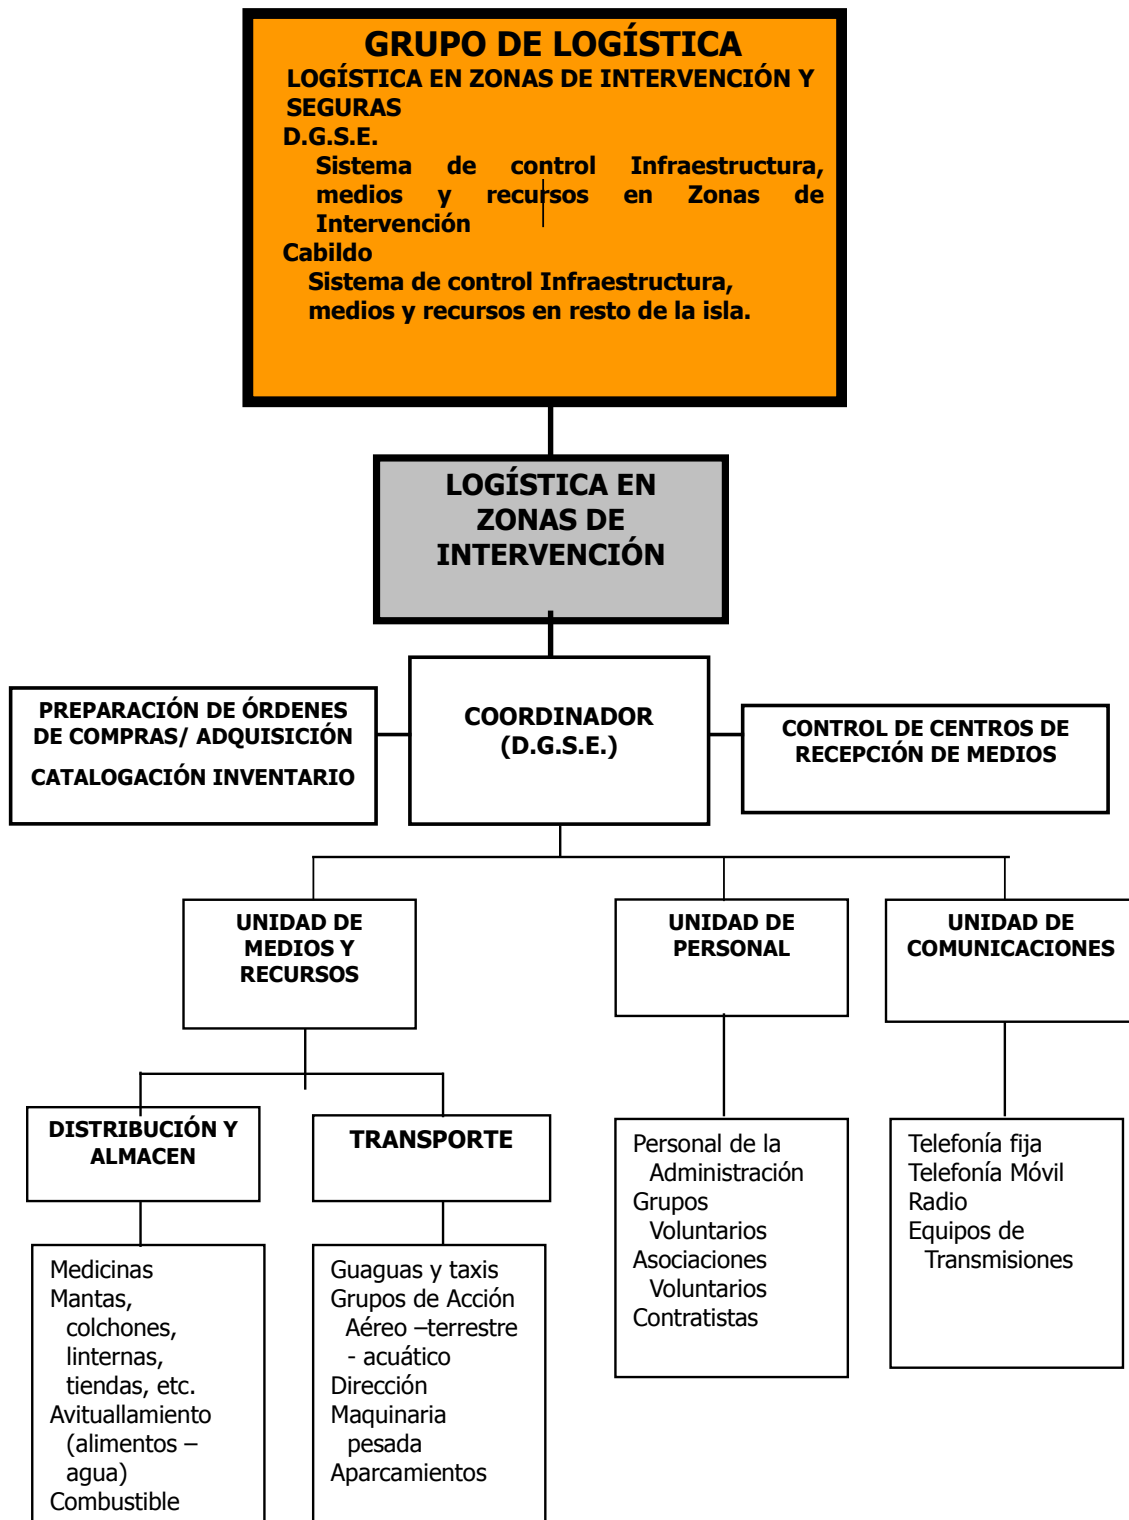 GRUPO DE LOGÍSTICA
LOGÍSTICA EN ZONAS DE INTERVENCIÓN Y
SEGURAS
D.G.S.E.
Sistema de control Infraestructura,
medios y recursos en Zonas de
Intervención
Cabildo
Sistema de control Infraestructura,
medios y recursos en resto de la isla.
LOGÍSTICA EN
ZONAS DE
INTERVENCIÓN
PREPARACIÓN DE ÓRDENES
DE COMPRAS/ ADQUISICIÓN
CATALOGACIÓN INVENTARIO
COORDINADOR
(D.G.S.E.)
CONTROL DE CENTROS DE
RECEPCIÓN DE MEDIOS
UNIDAD DE
MEDIOS Y
RECURSOS
UNIDAD DE
PERSONAL
UNIDAD DE
COMUNICACIONES
DISTRIBUCIÓN Y
ALMACEN
TRANSPORTE
Personal de la
Administración
Grupos
Voluntarios
Asociaciones
Voluntarios
Contratistas
Telefonía fija
Telefonía Móvil
Radio
Equipos de
Transmisiones
Medicinas
Mantas,
colchones,
linternas,
tiendas, etc.
Avituallamiento
(alimentos –
agua)
Combustible
Guaguas y taxis
Grupos de Acción
Aéreo –terrestre
- acuático
Dirección
Maquinaria
pesada
Aparcamientos